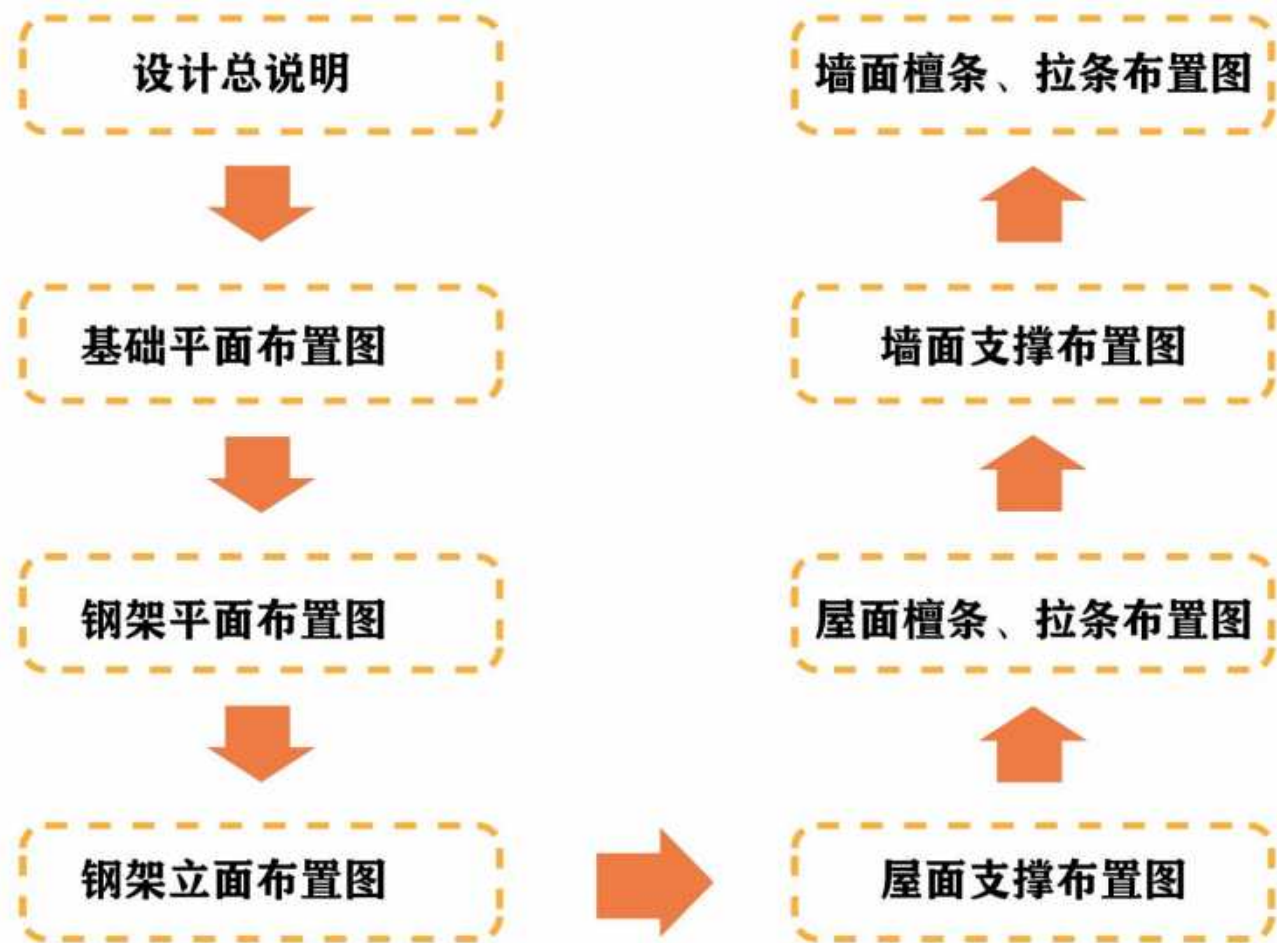 设计总说明
基础平面布置图
钢架平面布置图
钢架立面布置图
屋面支撑布置图
屋面檀条、拉条布置图
墙面支撑布置图
墙面檀条、拉条布置图